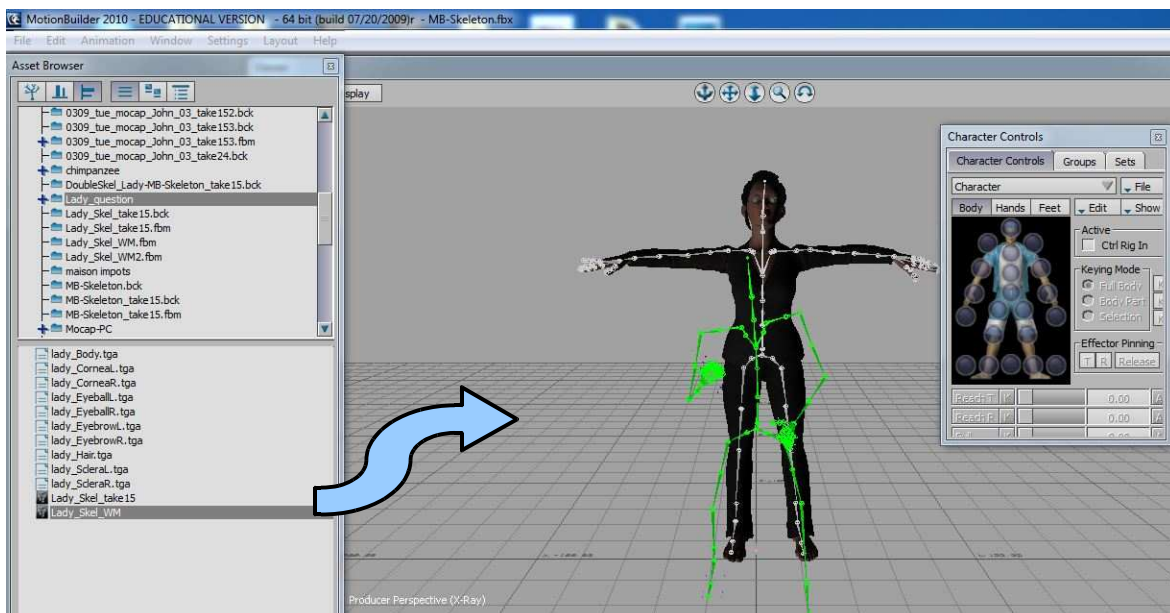 MotionBuilder 2010 - EDUCATIONAL VERSION - 64 bit (build 07/20/2009)r - MB-Skeleton.fbx
File Edit Animation Window Settings Layout Help
Asset Browser
0309_tue_mocap_John_03_take152.bck
0309_tue_mocap_John_03_take153.bck
0309_tue_mocap_John_03_take153.fbm
0309_tue_mocap_John_03_take24.bck
chimpanzee
DoubleSkel_Lady-MB-Skeleton_take15.bck
Lady_question
Lady_Skel_take15.bck
Lady_Skel_take15.fbm
Lady_Skel_WM.fbm
Lady_Skel_WM2.fbm
maison impots
MB-Skeleton.bck
MB-Skeleton_take15.bck
MB-Skeleton_take15.fbm
Mocap-PC
lady_Body.tga
lady_CorneaL.tga
lady_CorneaR.tga
lady_EyeballL.tga
lady_EyeballR.tga
lady_EyebrowL.tga
lady_EyebrowR.tga
lady_Hair.tga
lady_ScleraL.tga
lady_ScleraR.tga
Lady_Skel_take15
Lady_Skel_WM
splay
Producer Perspective (X-Ray)
Character Controls
Character Controls Groups Sets
Character File
Body Hands Feet Edit Show
Active
Ctrl Rig In
Keying Mode
Full Body
Body Part
Selection
Effector Pinning
T R Release
Reach T K 0.00 A
Reach R K 0.00 A
0.00